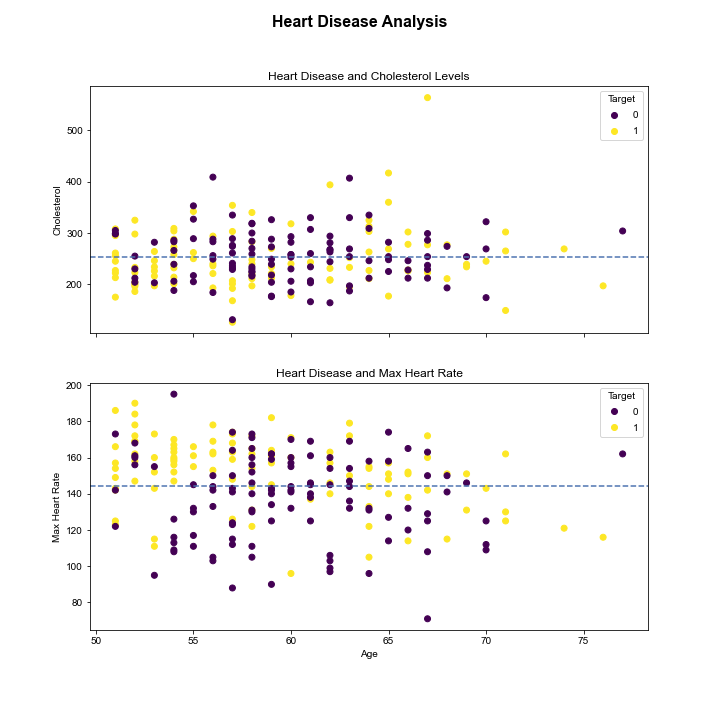 Heart Disease Analysis
Heart Disease and Cholesterol Levels
Target
0
1
500
400
300
200
Cholesterol
Heart Disease and Max Heart Rate
Target
0
1
200
180
160
140
120
100
80
Max Heart Rate
50 55 60 65 70 75
Age